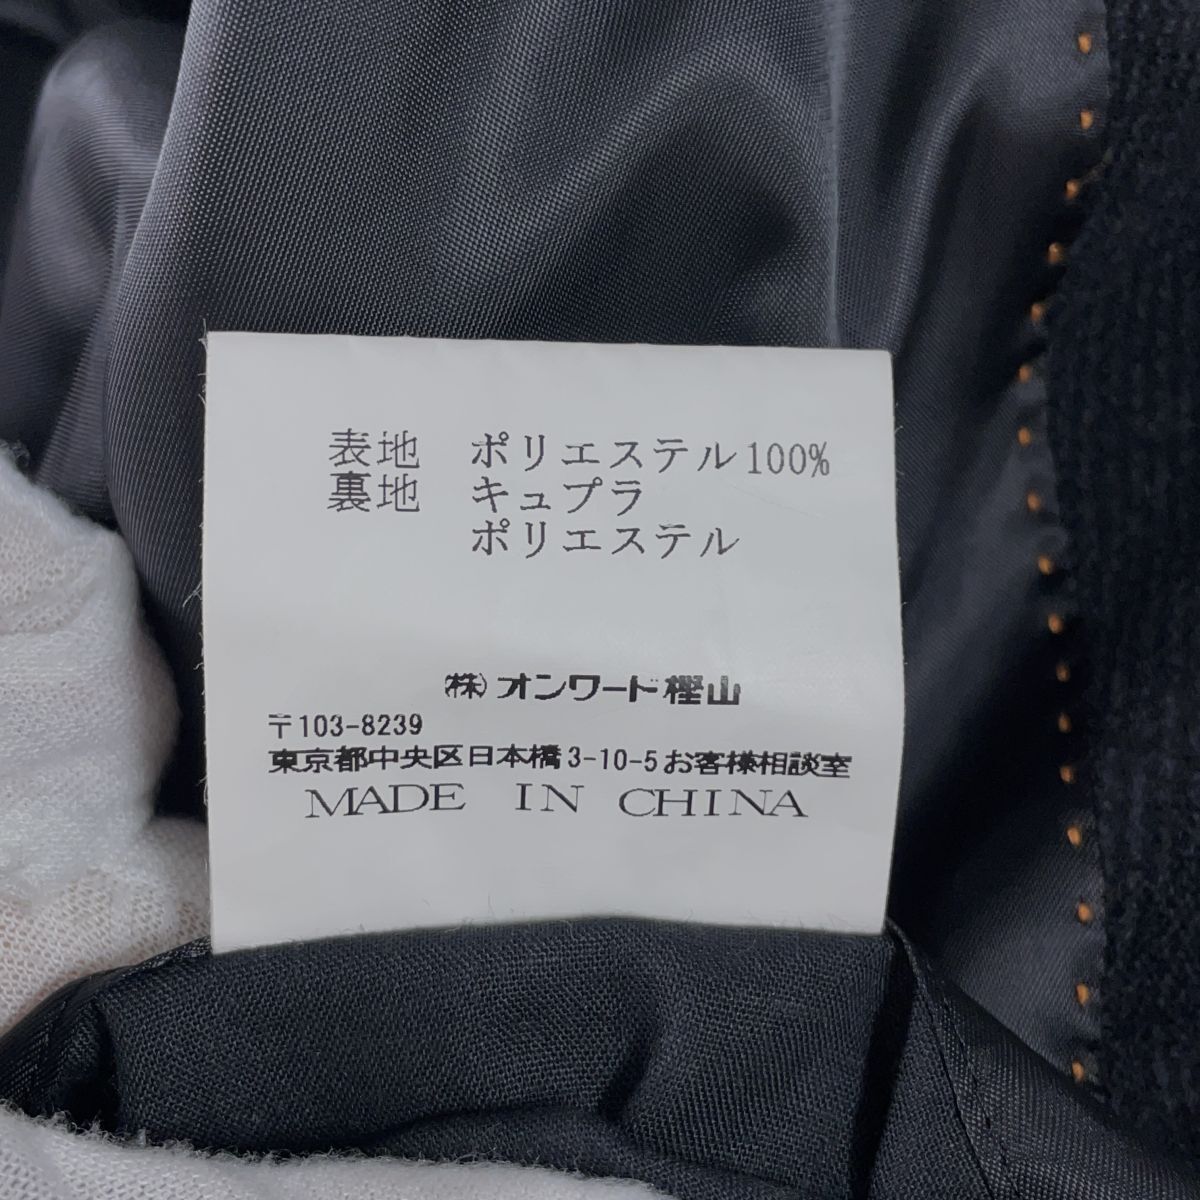 表地　ポリエステル100%
裏地　キュプラ
ポリエステル
㈱オンワード樫山
〒103-8239
東京都中央区日本橋3-10-5お客様相談室
MADE IN CHINA